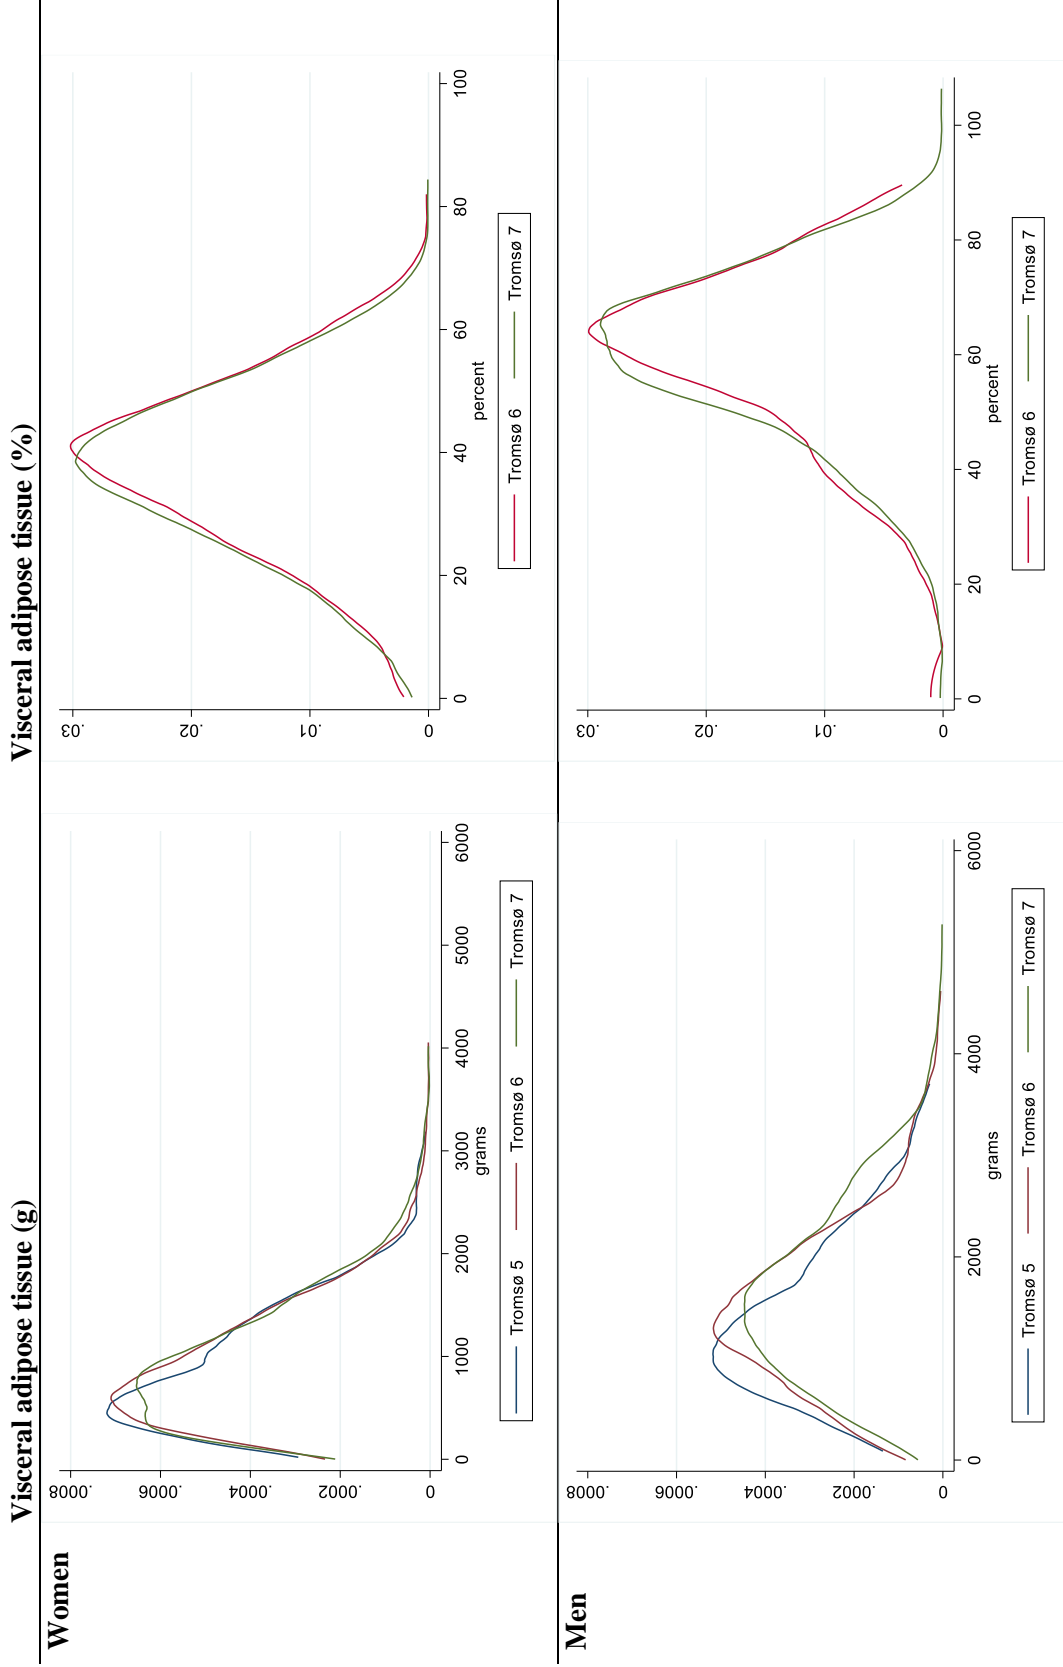 Visceral adipose tissue (g) Visceral adipose tissue (%)
Women
.0008
.0006
.0004
.0002
0
0 1000 2000 3000 4000 5000 6000
grams
Tromsø 5 Tromsø 6 Tromsø 7
.03
.02
.01
0
0 20 40 60 80 100
percent
Tromsø 6 Tromsø 7
Men
.0008
.0006
.0004
.0002
0
0 2000 4000 6000
grams
Tromsø 5 Tromsø 6 Tromsø 7
.03
.02
.01
0
0 20 40 60 80 100
percent
Tromsø 6 Tromsø 7